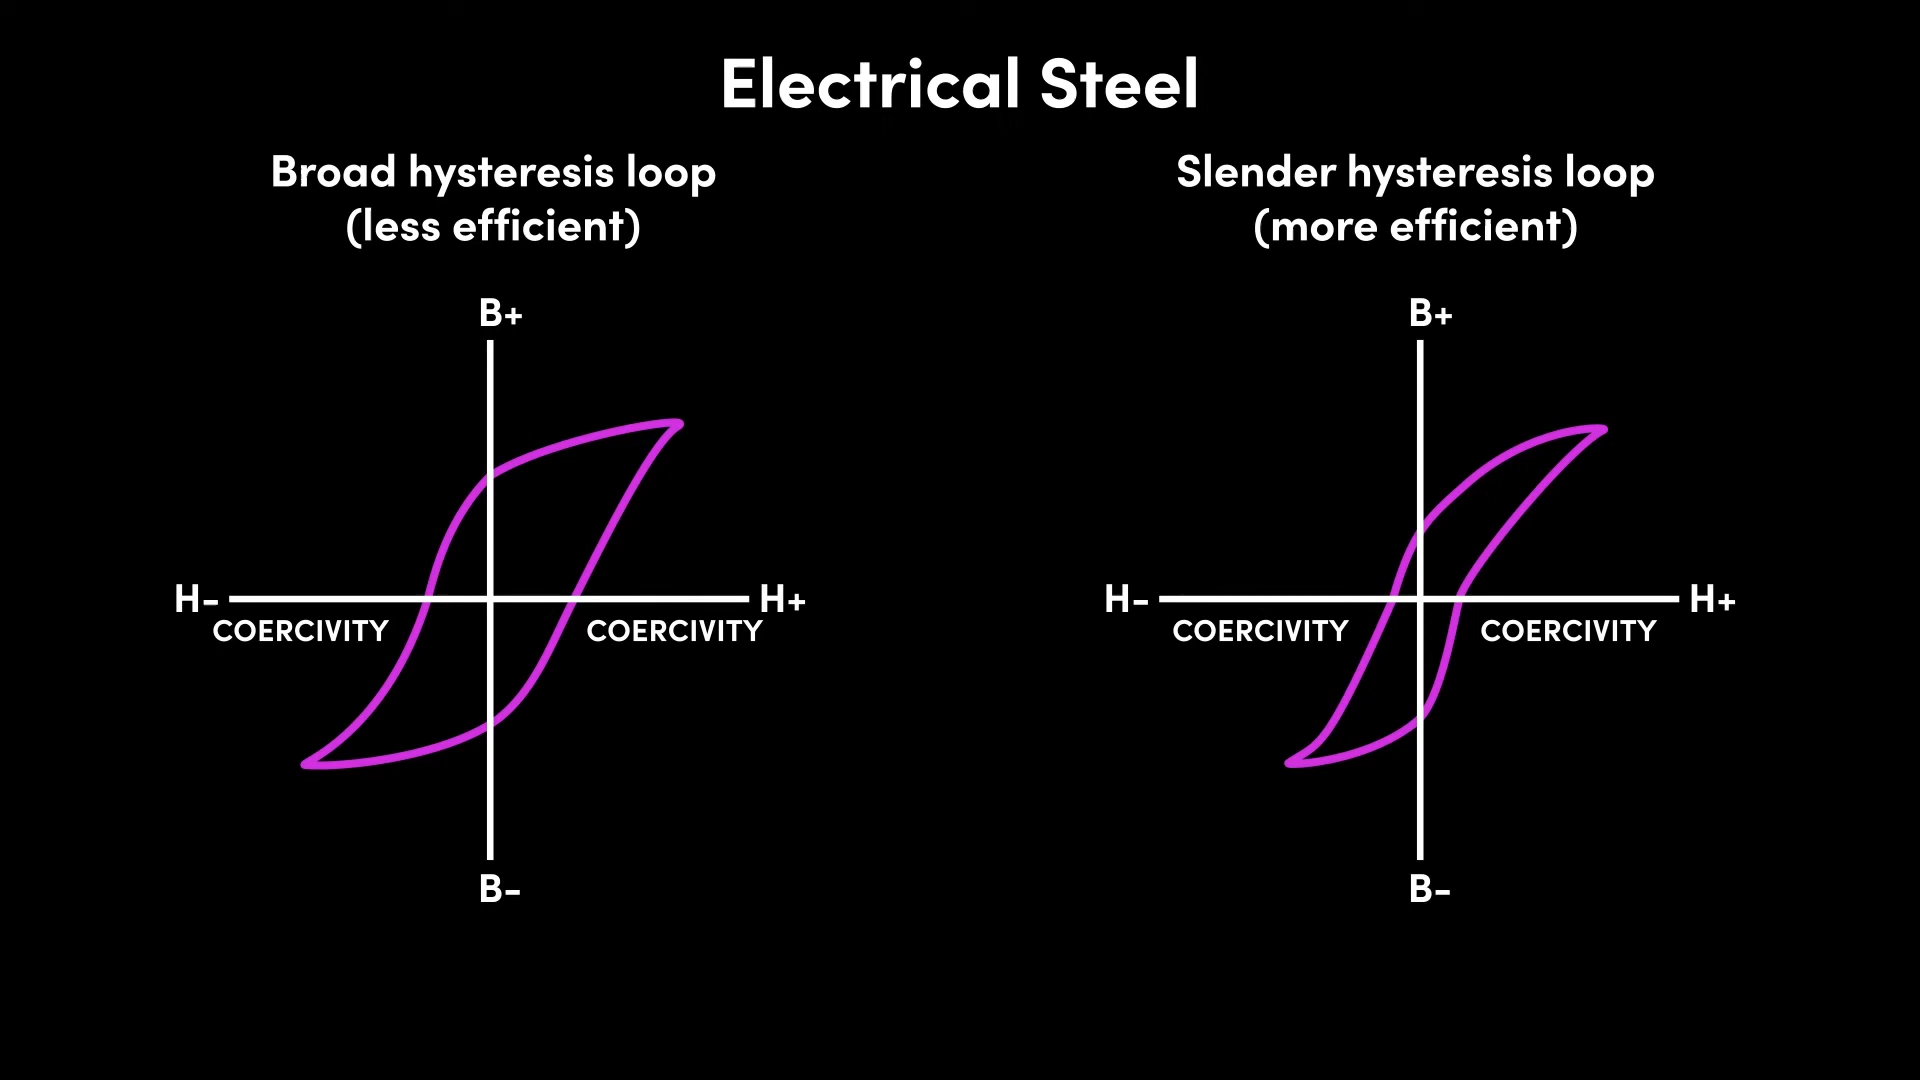 Electrical Steel
Broad hysteresis loop
(less efficient)
B+
H-
H+
COERCIVITY
COERCIVITY
B-
Slender hysteresis loop
(more efficient)
B+
H-
H+
COERCIVITY
COERCIVITY
B-